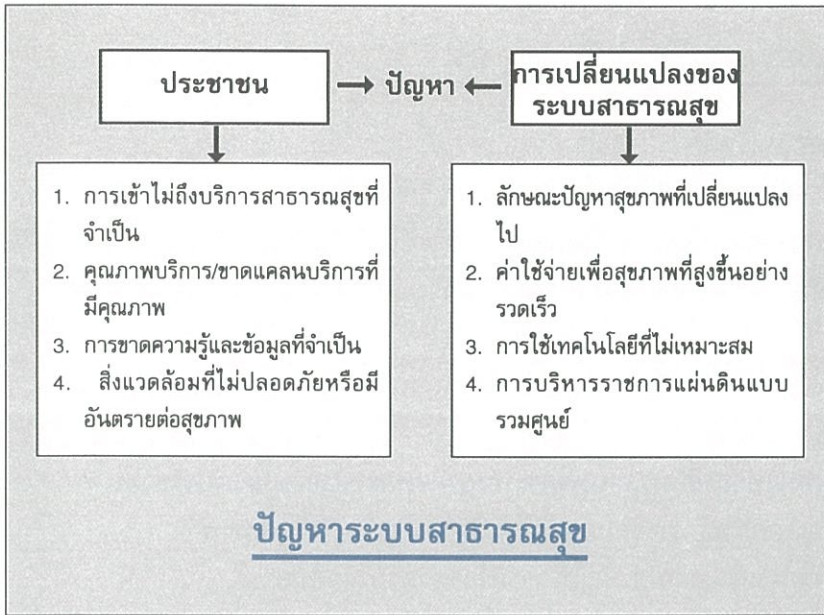 ประชาชน
ปัญหา
การเปลี่ยนแปลงของ
ระบบสาธารณสุข
1. การเข้าไม่ถึงบริการสาธารณสุขที่
จำเป็น
2. คุณภาพบริการ/ขาดแคลนบริการที่
มีคุณภาพ
3. การขาดความรู้และข้อมูลที่จำเป็น
4. สิ่งแวดล้อมที่ไม่ปลอดภัยหรือมี
อันตรายต่อสุขภาพ
1. ลักษณะปัญหาสุขภาพที่เปลี่ยนแปลง
ไป
2. ค่าใช้จ่ายเพื่อสุขภาพที่สูงขึ้นอย่าง
รวดเร็ว
3. การใช้เทคโนโลยีที่ไม่เหมาะสม
4. การบริหารราชการแผ่นดินแบบ
รวมศูนย์
ปัญหาระบบสาธารณสุข